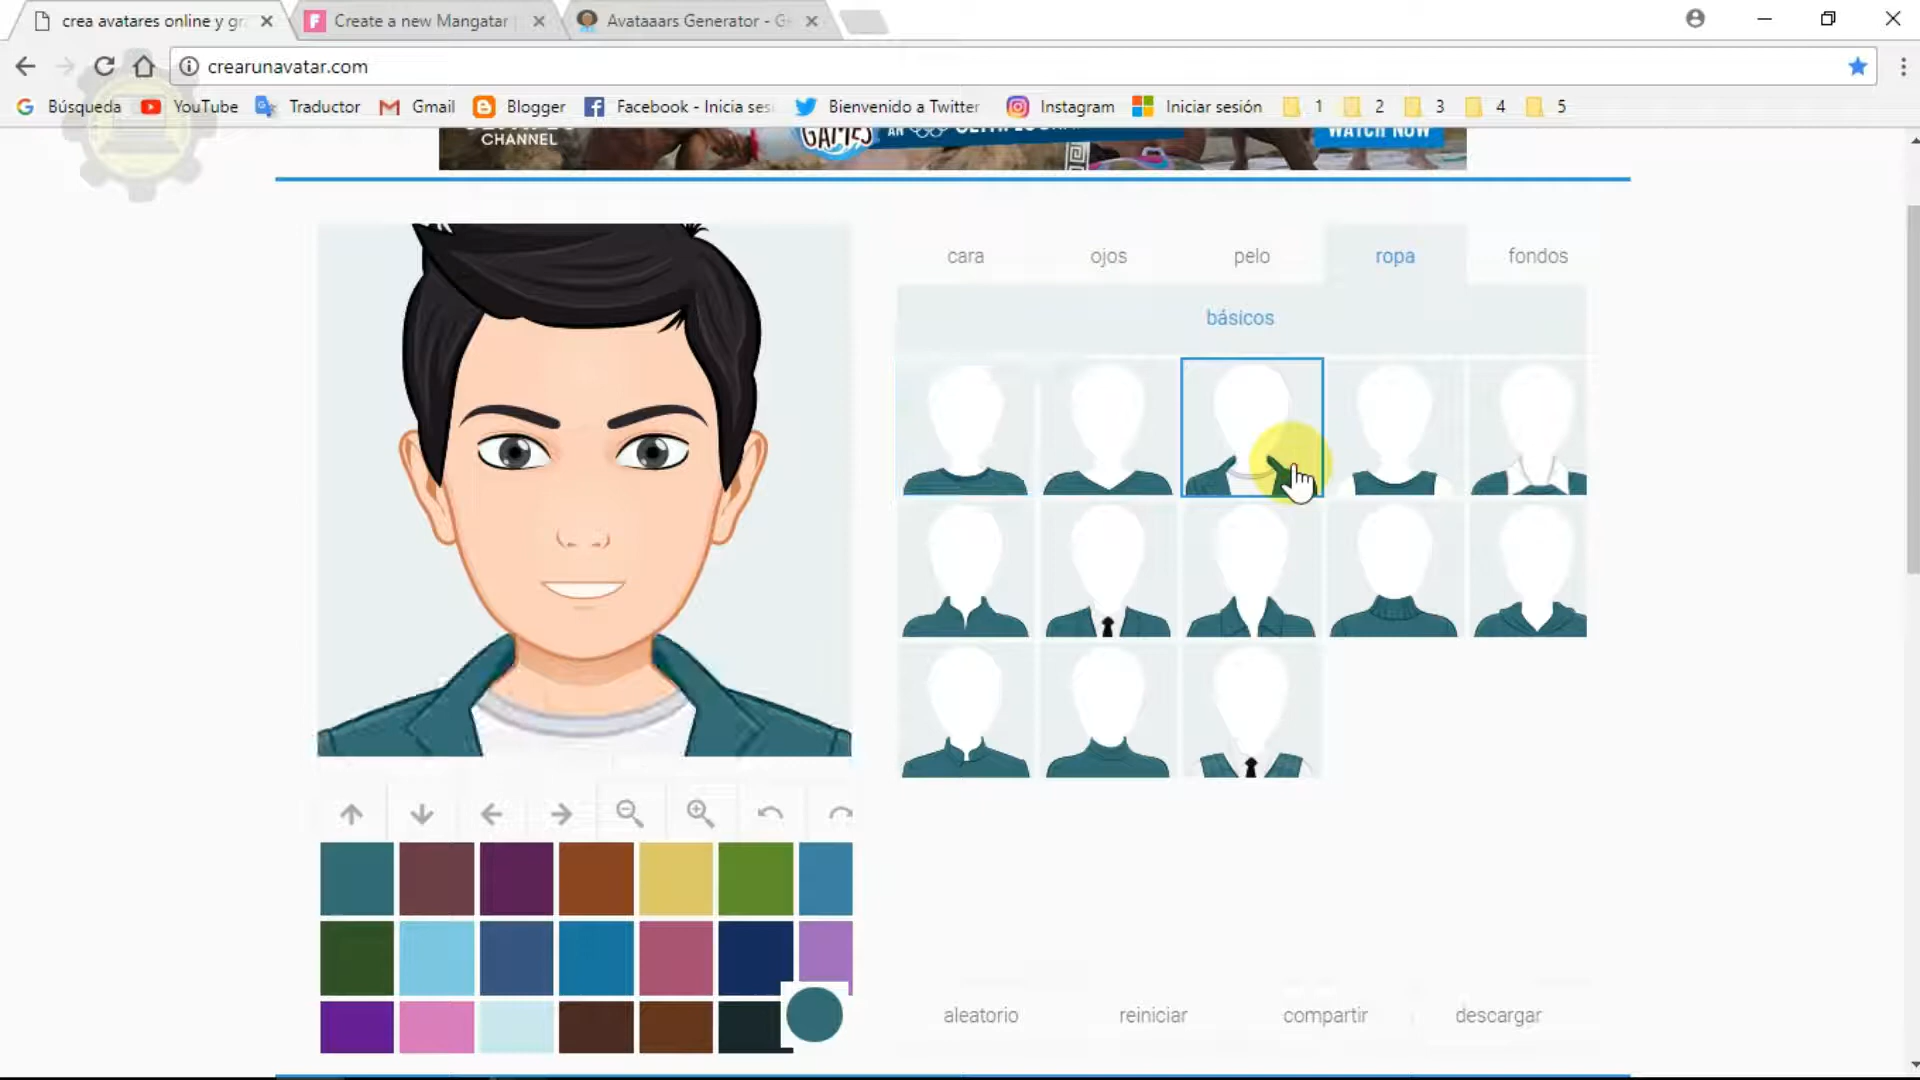 crea avatares online y gr
Create a new Mangatar
Avataaars Generator - G
crearunavatar.com
Búsqueda YouTube Traductor Gmail Blogger Facebook - Inicia ses Bienvenido a Twitter Instagram Iniciar sesión 1 2 3 4 5
CHANNEL
GAMES
AN
WATCH NOW
cara ojos pelo ropa fondos
básicos
aleatorio reiniciar compartir descargar